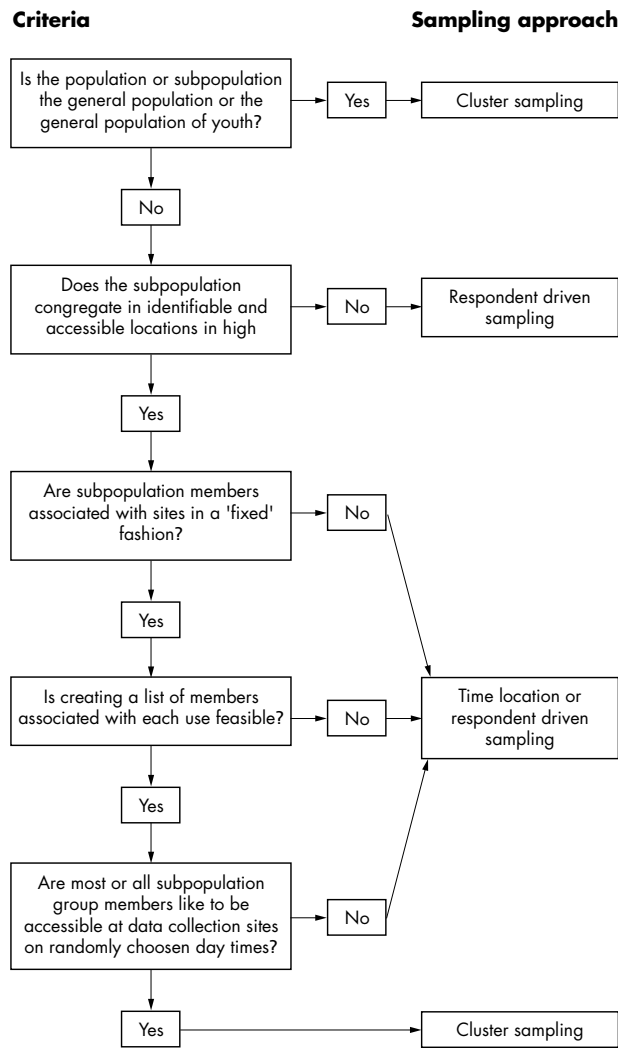 Criteria
Sampling approach
Is the population or subpopulation
the general population or the
general population of youth?
Yes
Cluster sampling
No
Does the subpopulation
congregate in identifiable and
accessible locations in high
No
Respondent driven
sampling
Yes
Are subpopulation members
associated with sites in a 'fixed'
fashion?
No
Yes
Is creating a list of members
associated with each use feasible?
No
Time location or
respondent driven
sampling
Yes
Are most or all subpopulation
group members like to be
accessible at data collection sites
on randomly choosen day times?
No
Yes
Cluster sampling